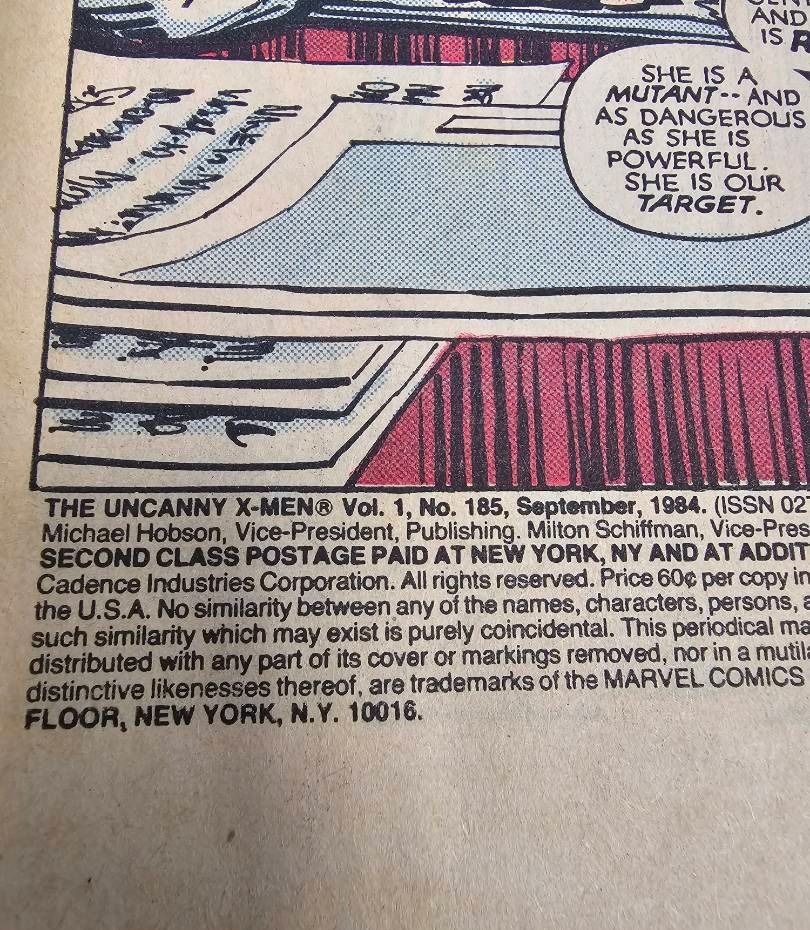 AND
IS
SHE IS A
MUTANT-- AND
AS DANGEROUS
AS SHE IS
POWERFUL.
SHE IS OUR
TARGET.
THE UNCANNY X-MEN® Vol. 1, No. 185, September, 1984. (ISSN 02
Michael Hobson, Vice-President, Publishing. Milton Schiffman, Vice-Pres
SECOND CLASS POSTAGE PAID AT NEW YORK, NY AND AT ADDIT
Cadence Industries Corporation. All rights reserved. Price 60¢ per copy in
the U.S.A. No similarity between any of the names, characters, persons, a
such similarity which may exist is purely coincidental. This periodical ma
distributed with any part of its cover or markings removed, nor in a mutila
distinctive likenesses thereof, are trademarks of the MARVEL COMICS
FLOOR, NEW YORK, N.Y. 10016.